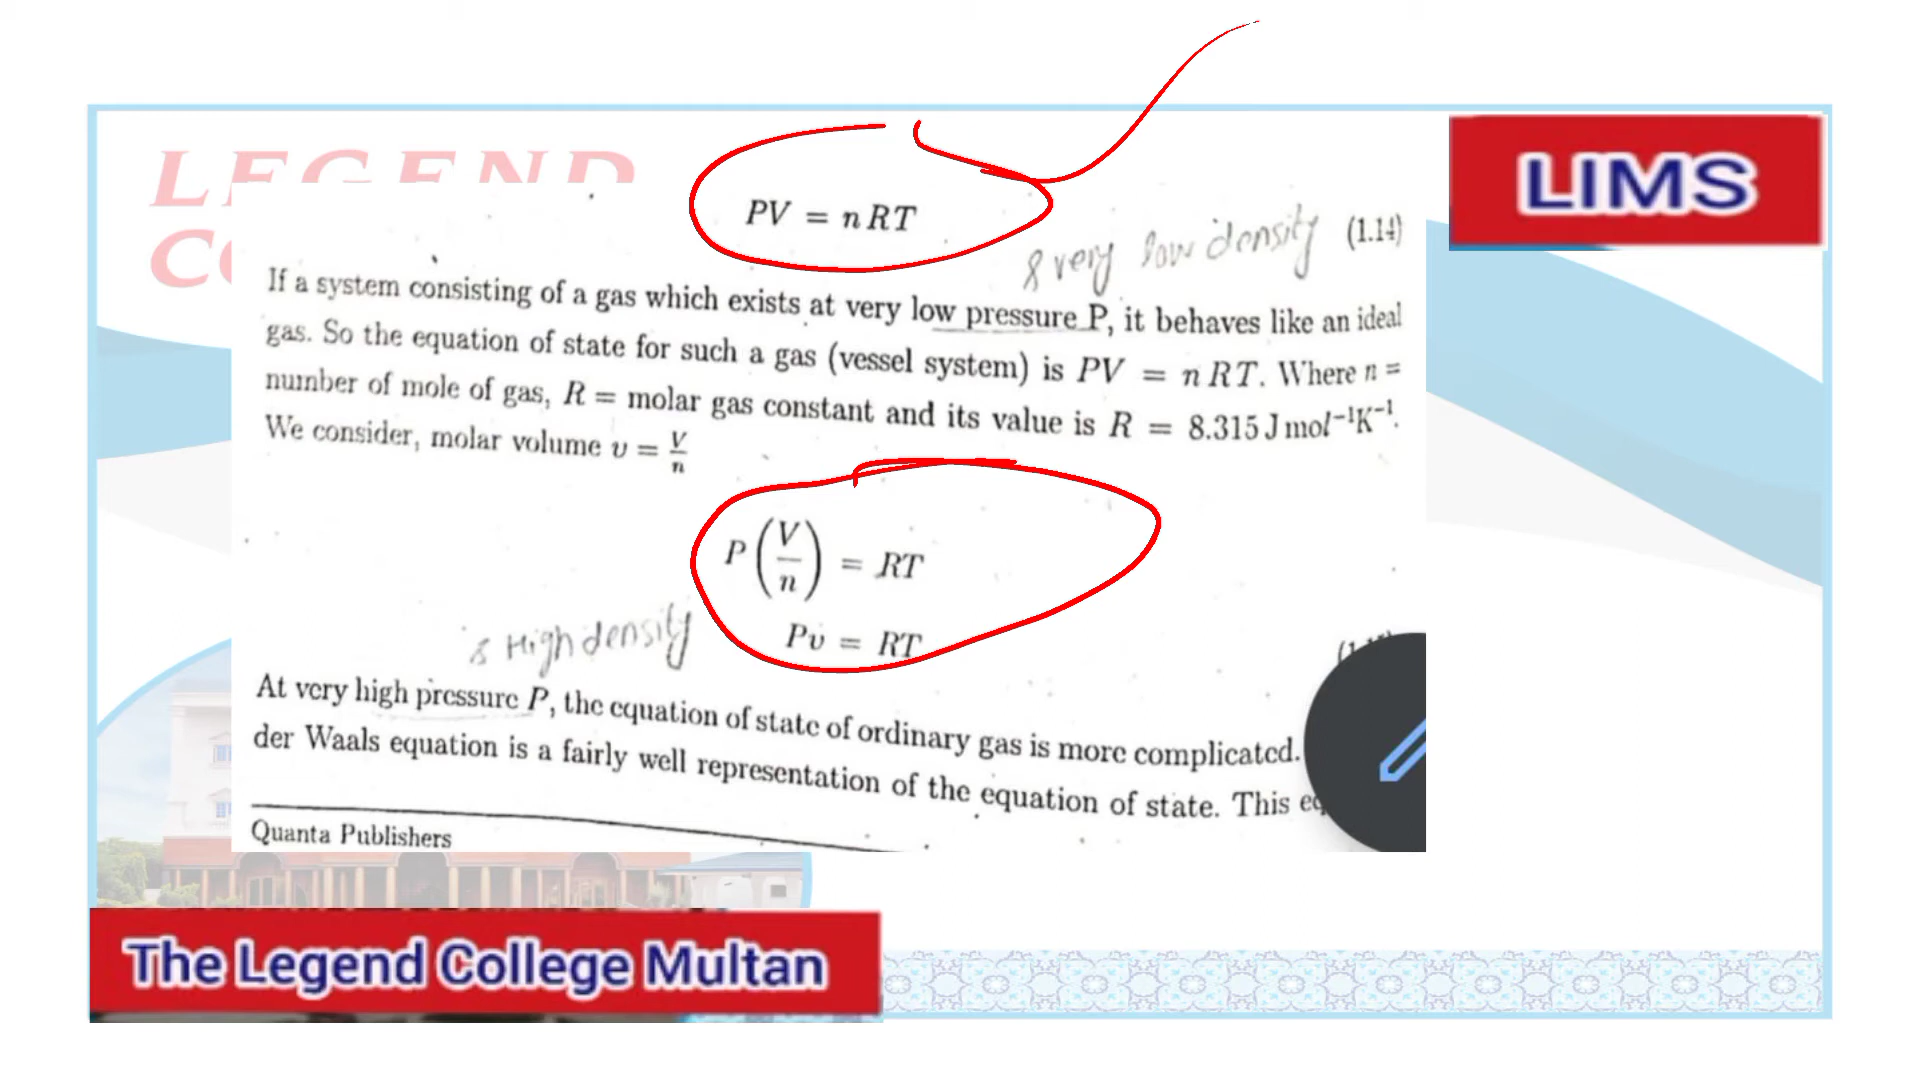 LEGEND
LIMS
PV = nRT
& very low density (1.14)
If a system consisting of a gas which exists at very low pressure P, it behaves like an ideal
gas. So the equation of state for such a gas (vessel system) is PV = nRT. Where n =
number of mole of gas, R = molar gas constant and its value is R = 8.315 J mol⁻¹K⁻¹.
We consider, molar volume υ = V/n
P(V/n) = RT
& High density
Pυ = RT
At very high pressure P, the equation of state of ordinary gas is more complicated.
der Waals equation is a fairly well representation of the equation of state. This
Quanta Publishers
The Legend College Multan